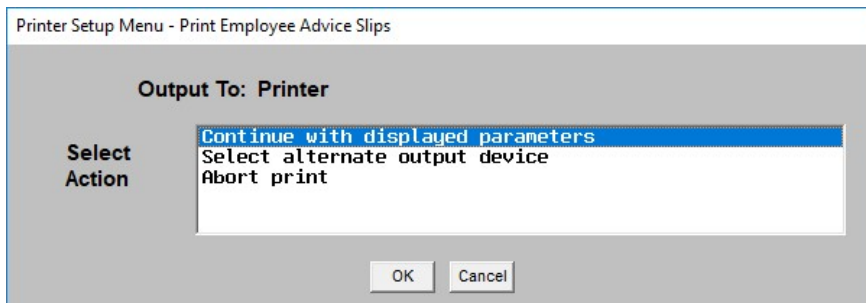 Printer Setup Menu - Print Employee Advice Slips
Output To: Printer
Select
Action
Continue with displayed parameters
Select alternate output device
Abort print
OK
Cancel